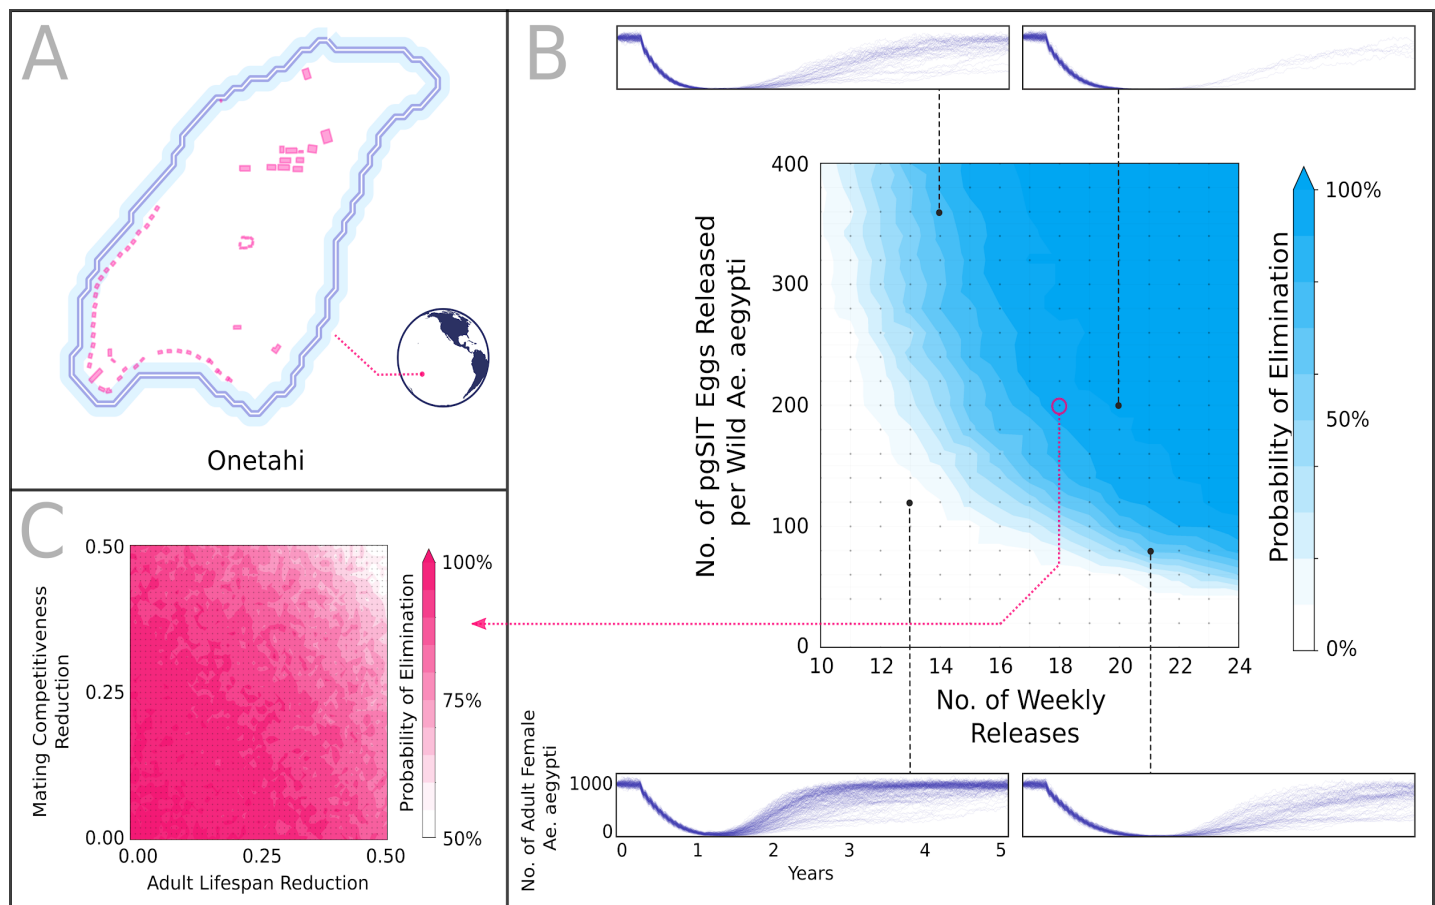 A
Onetahi
B
400
300
200
100
0
No. of pgSIT Eggs Released
per Wild Ae. aegypti
10 12 14 16 18 20 22 24
No. of Weekly
Releases
100%
50%
0%
Probability of Elimination
No. of Adult Female
Ae. aegypti
1000
0
0 1 2 3 4 5
Years
C
0.50
0.25
0.00
Mating Competitiveness
Reduction
0.00 0.25 0.50
Adult Lifespan Reduction
Probability of Elimination
100%
75%
50%